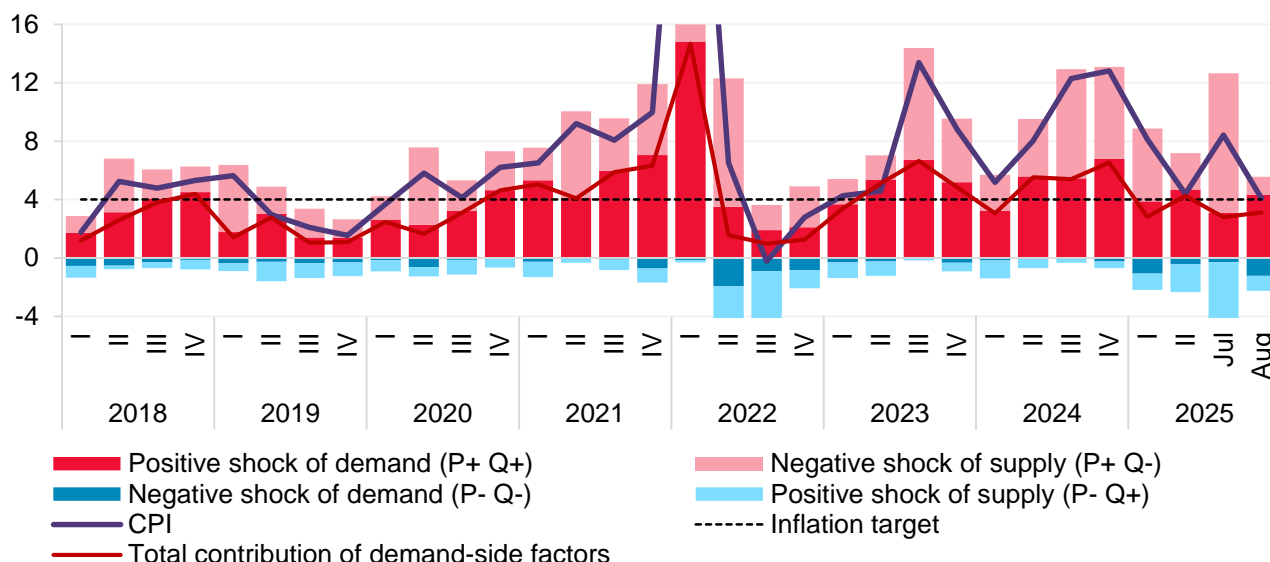 16
12
8
4
0
-4
I II III IV I II III IV I II III IV I II III IV I II III IV I II III IV I II III IV I II Jul Aug
2018 2019 2020 2021 2022 2023 2024 2025
Positive shock of demand (P+ Q+) Negative shock of supply (P+ Q-)
Negative shock of demand (P- Q-) Positive shock of supply (P- Q+)
CPI Inflation target
Total contribution of demand-side factors